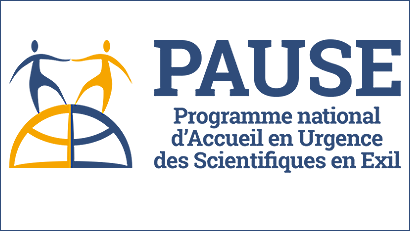 PAUSE
Programme national
d'Accueil en Urgence
des Scientifiques en Exil